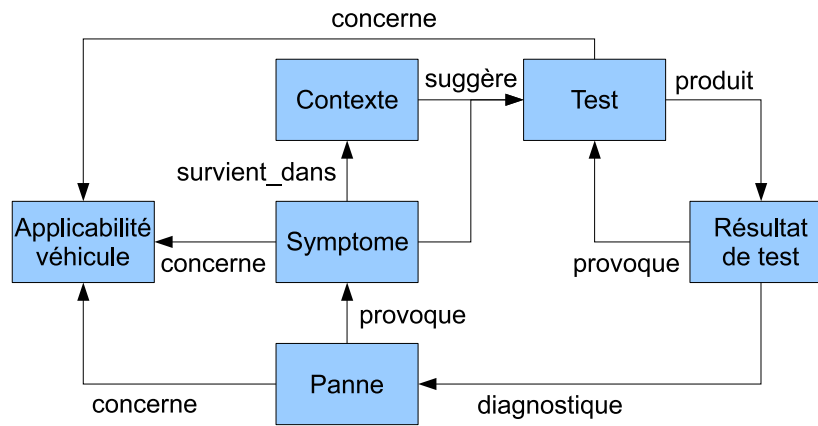 concerne
Contexte
suggère
Test
produit
survient_dans
Applicabilité
véhicule
concerne
Symptome
provoque
Résultat
de test
provoque
Panne
concerne
diagnostique